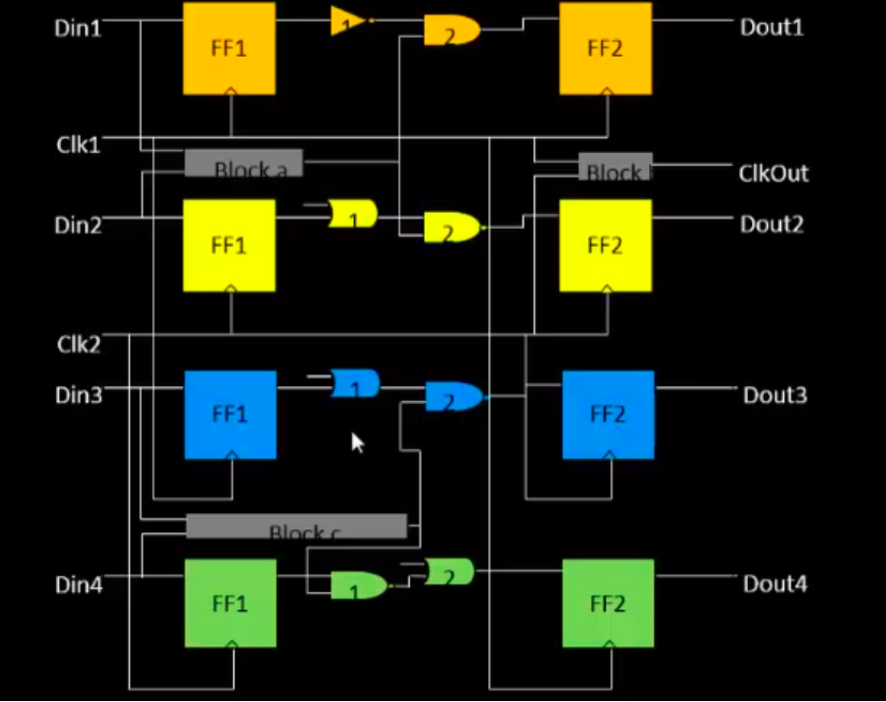 Din1 FF1 1 2 FF2 Dout1
Clk1 Block a Block ClkOut
Din2 FF1 1 2 FF2 Dout2
Clk2
Din3 FF1 1 2 FF2 Dout3
Block c
Din4 FF1 1 2 FF2 Dout4